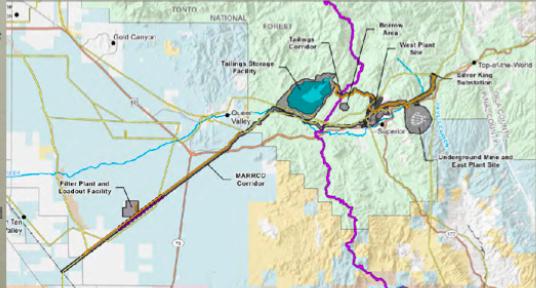 TONTO
NATIONAL
FOREST
Gold Canyon
Borrow
Area
Tailings
Corridor
West Plant
Site
Tailings Storage
Facility
Top-of-the-World
Silver King
Substation
Queen
Valley
Superior
MARRCO
Corridor
Underground Mine and
East Plant Site
Filter Plant and
Loadout Facility
Valley
79
177